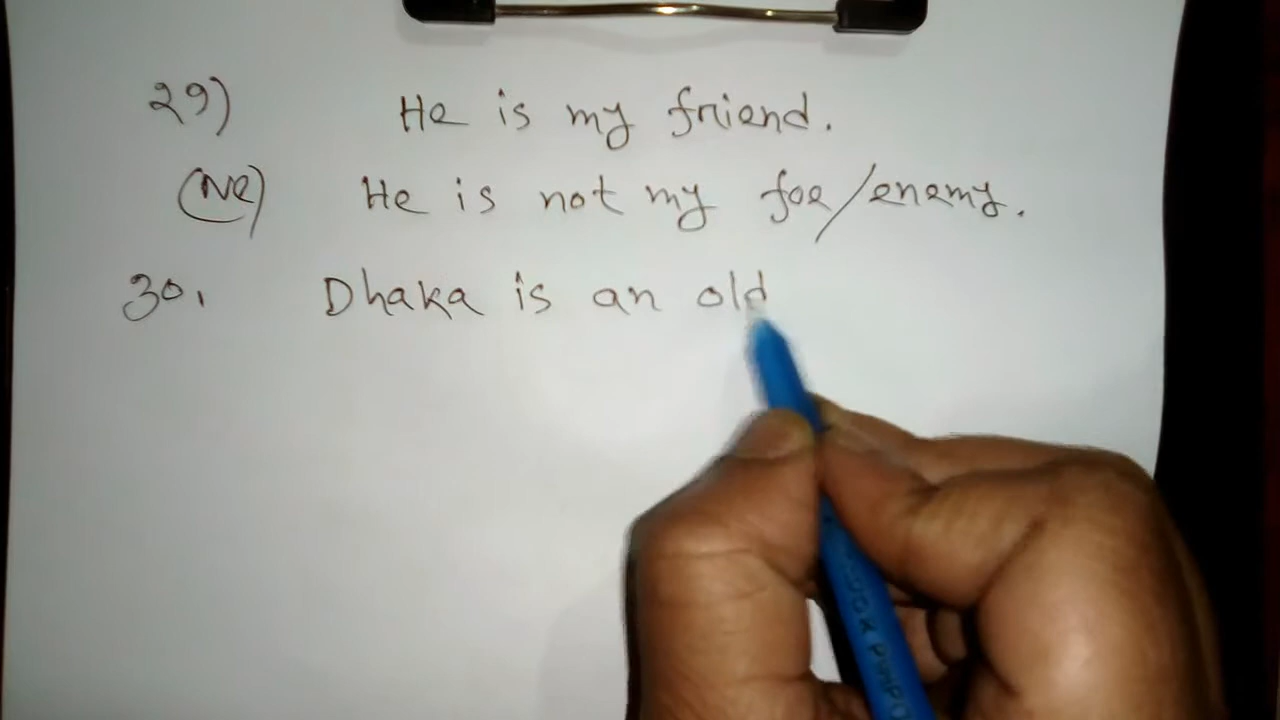 29) He is my friend.
(Ne) He is not my foe/enemy.
30. Dhaka is an old